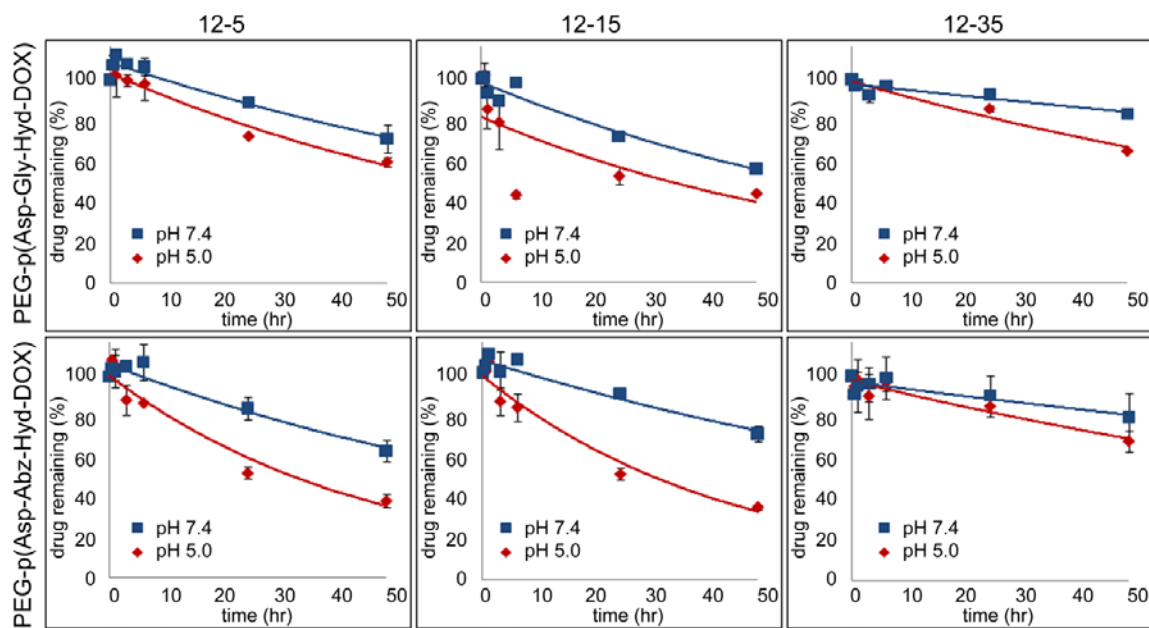 12-5
12-15
12-35
PEG-p(Asp-Gly-Hyd-DOX)
drug remaining (%)
100
80
60
40
20
0
pH 7.4
pH 5.0
0 10 20 30 40 50
time (hr)
drug remaining (%)
100
80
60
40
20
0
pH 7.4
pH 5.0
0 10 20 30 40 50
time (hr)
drug remaining (%)
100
80
60
40
20
0
pH 7.4
pH 5.0
0 10 20 30 40 50
time (hr)
PEG-p(Asp-Abz-Hyd-DOX)
drug remaining (%)
100
80
60
40
20
0
pH 7.4
pH 5.0
0 10 20 30 40 50
time (hr)
drug remaining (%)
100
80
60
40
20
0
pH 7.4
pH 5.0
0 10 20 30 40 50
time (hr)
drug remaining (%)
100
80
60
40
20
0
pH 7.4
pH 5.0
0 10 20 30 40 50
time (hr)